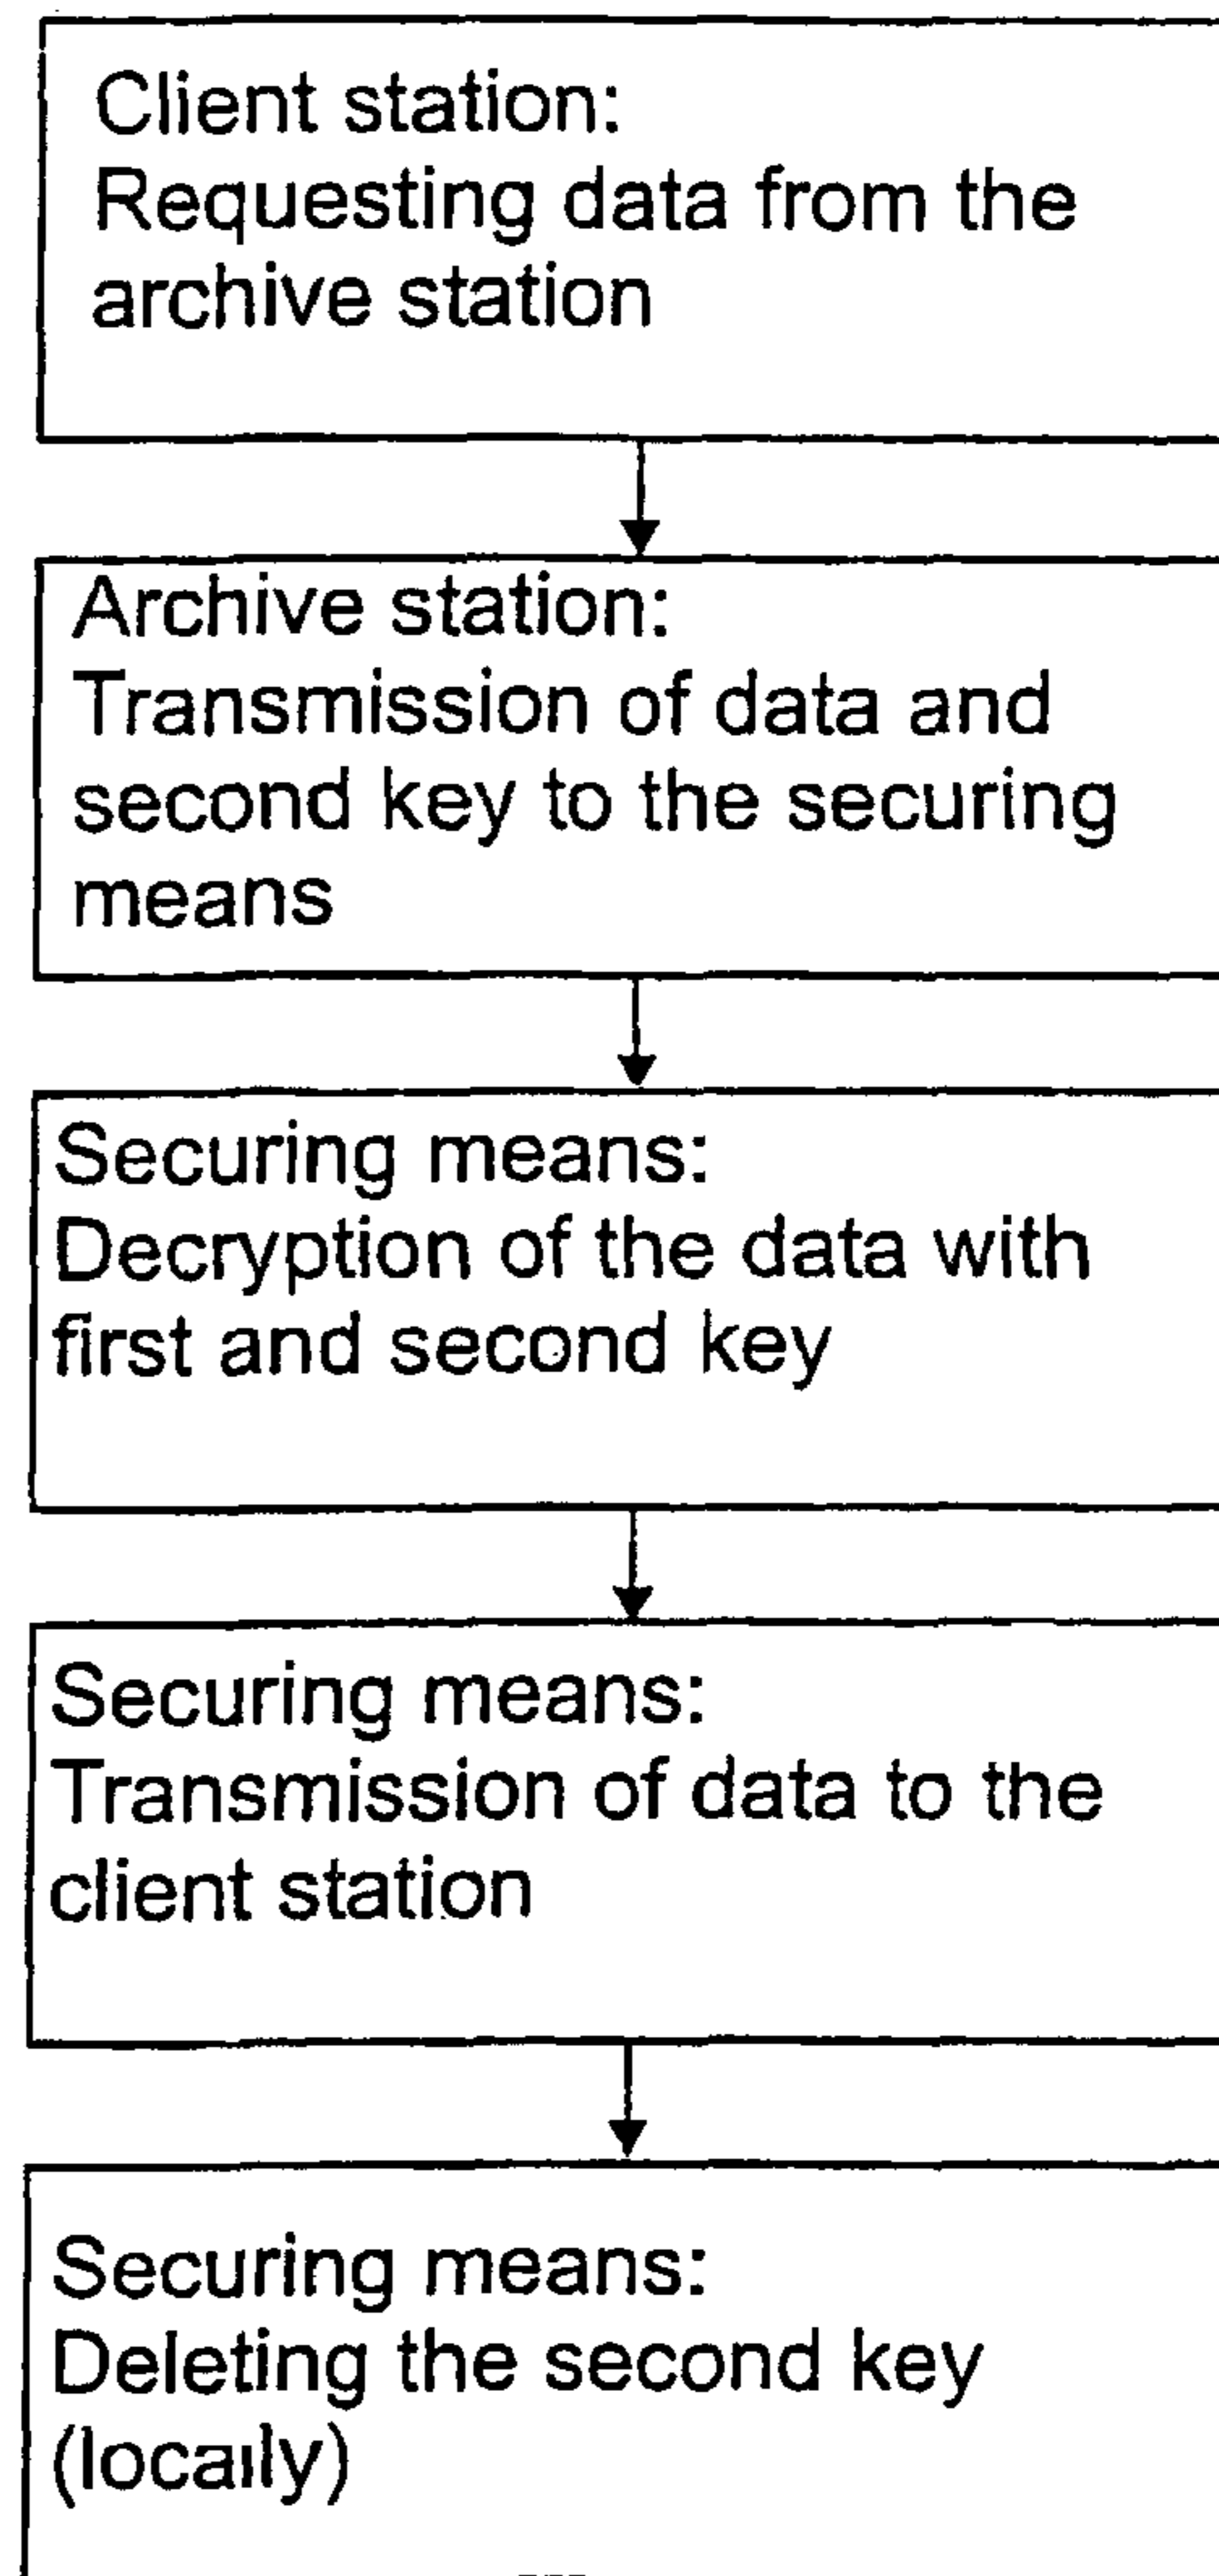 Client station:
Requesting data from the
archive station
Archive station:
Transmission of data and
second key to the securing
means
Securing means:
Decryption of the data with
first and second key
Securing means:
Transmission of data to the
client station
Securing means:
Deleting the second key
(locally)